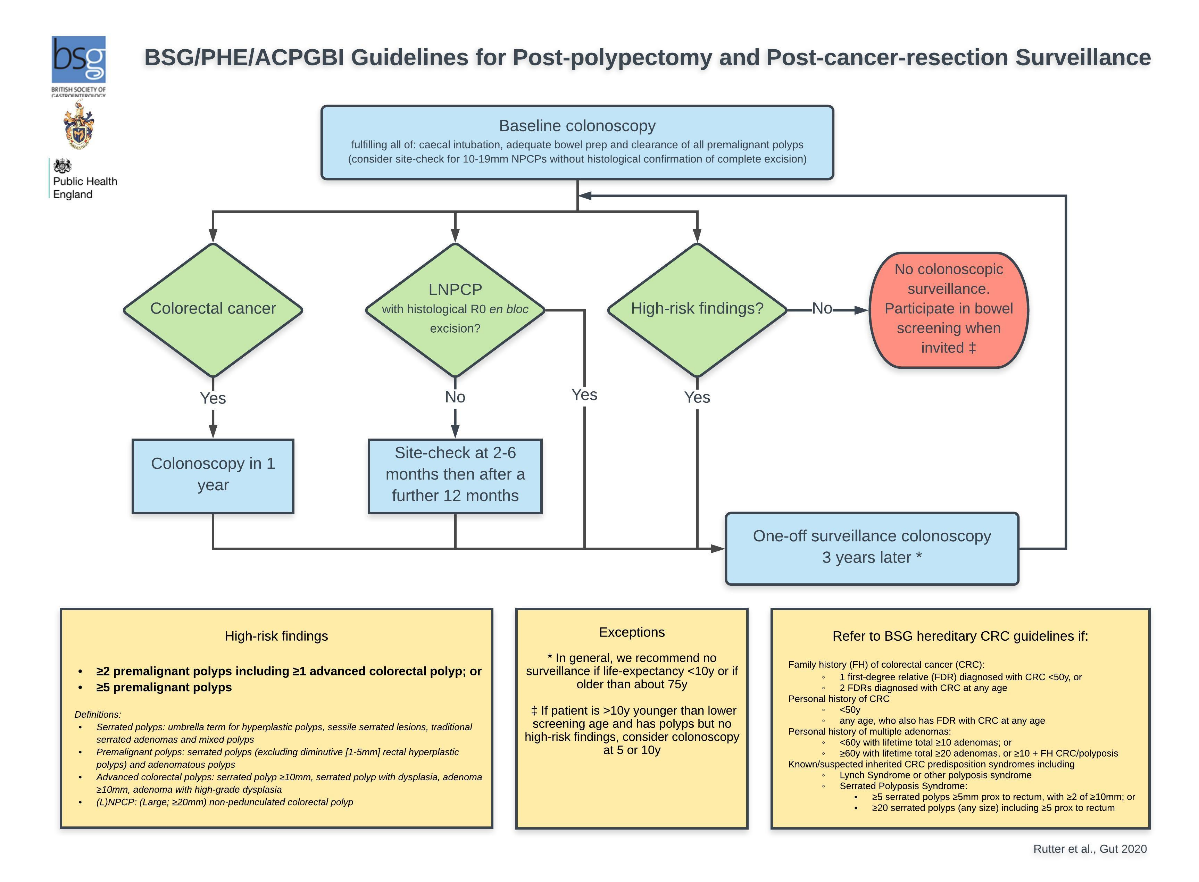 bsg
BRITISH SOCIETY OF
GASTROENTEROLOGY
Public Health
England
BSG/PHE/ACPGBI Guidelines for Post-polypectomy and Post-cancer-resection Surveillance
Baseline colonoscopy
fulfilling all of: caecal intubation, adequate bowel prep and clearance of all premalignant polyps
(consider site-check for 10-19mm NPCPs without histological confirmation of complete excision)
Colorectal cancer
LNPCP
with histological R0 en bloc
excision?
High-risk findings?
No
No colonoscopic
surveillance.
Participate in bowel
screening when
invited ‡
Yes
No
Yes
Yes
Colonoscopy in 1
year
Site-check at 2-6
months then after a
further 12 months
One-off surveillance colonoscopy
3 years later *
High-risk findings
• ≥2 premalignant polyps including ≥1 advanced colorectal polyp; or
• ≥5 premalignant polyps
Definitions:
• Serrated polyps: umbrella term for hyperplastic polyps, sessile serrated lesions, traditional
serrated adenomas and mixed polyps
• Premalignant polyps: serrated polyps (excluding diminutive [1-5mm] rectal hyperplastic
polyps) and adenomatous polyps
• Advanced colorectal polyps: serrated polyp ≥10mm, serrated polyp with dysplasia, adenoma
≥10mm, adenoma with high-grade dysplasia
• (L)NPCP: (Large; ≥20mm) non-pedunculated colorectal polyp
Exceptions
* In general, we recommend no
surveillance if life-expectancy <10y or if
older than about 75y
‡ If patient is >10y younger than lower
screening age and has polyps but no
high-risk findings, consider colonoscopy
at 5 or 10y
Refer to BSG hereditary CRC guidelines if:
Family history (FH) of colorectal cancer (CRC):
◦ 1 first-degree relative (FDR) diagnosed with CRC <50y, or
◦ 2 FDRs diagnosed with CRC at any age
Personal history of CRC
◦ <50y
◦ any age, who also has FDR with CRC at any age
Personal history of multiple adenomas:
◦ <60y with lifetime total ≥10 adenomas; or
◦ ≥60y with lifetime total ≥20 adenomas, or ≥10 + FH CRC/polyposis
Known/suspected inherited CRC predisposition syndromes including
◦ Lynch Syndrome or other polyposis syndrome
◦ Serrated Polyposis Syndrome:
• ≥5 serrated polyps ≥5mm prox to rectum, with ≥2 of ≥10mm; or
• ≥20 serrated polyps (any size) including ≥5 prox to rectum
Rutter et al., Gut 2020